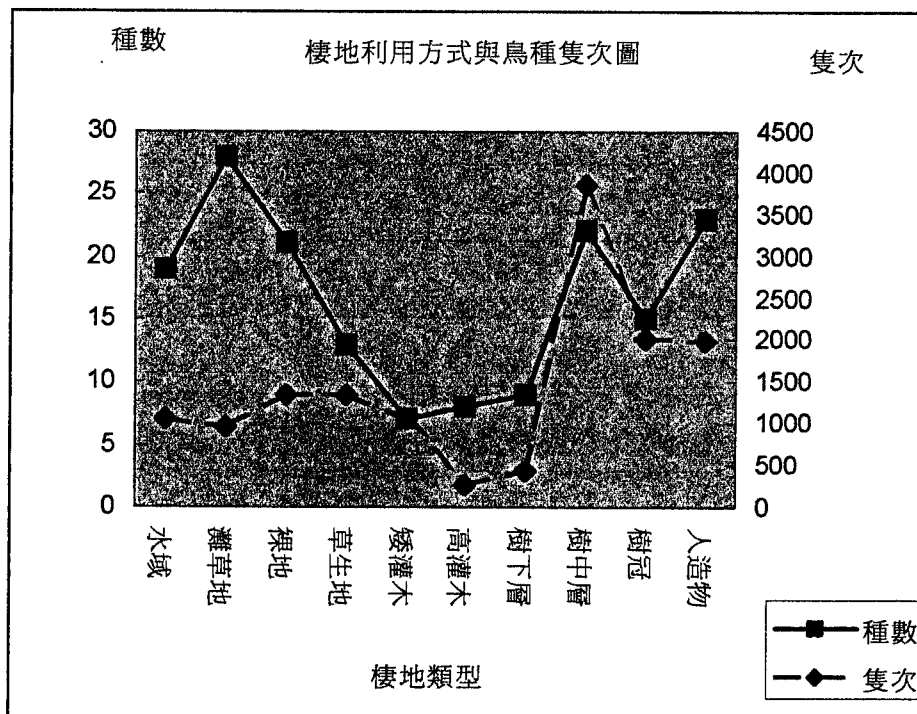 種數
棲地利用方式與鳥種隻次圖
隻次
30
25
20
15
10
5
0
4500
4000
3500
3000
2500
2000
1500
1000
500
0
水域
灘草地
裸地
草生地
矮灌木
高灌木
樹下層
樹中層
樹冠
人造物
棲地類型
種數
隻次